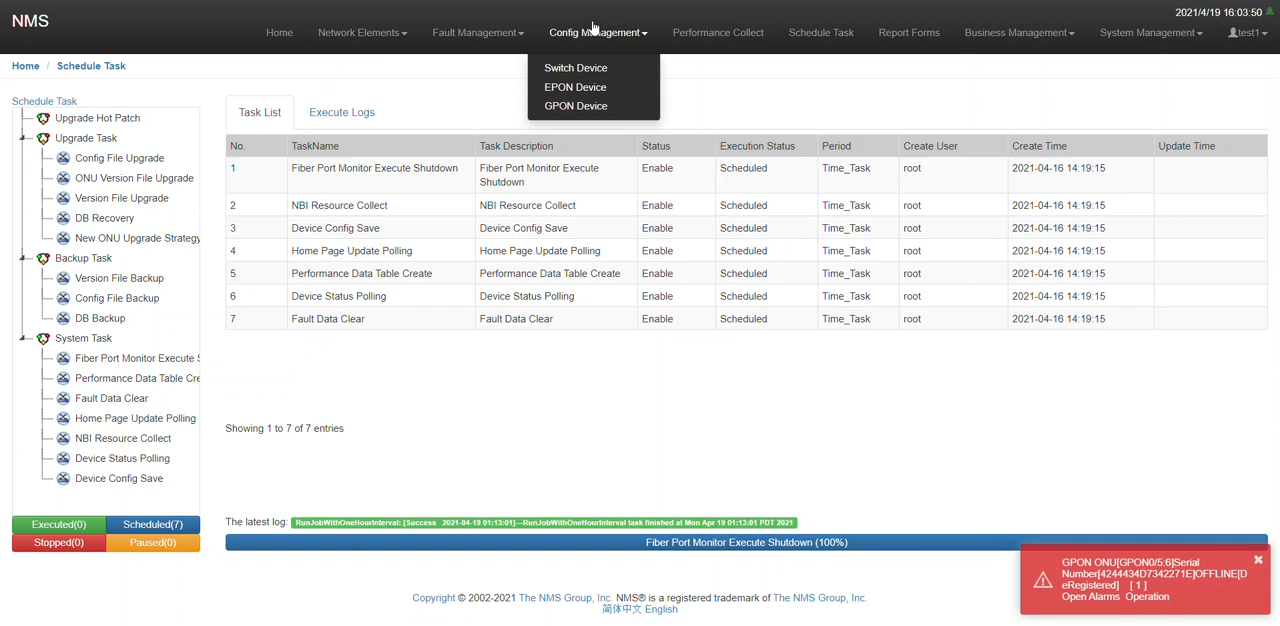 NMS
2021/4/19 16:03:50
Home Network Elements Fault Management Config Management Performance Collect Schedule Task Report Forms Business Management System Management test1
Home / Schedule Task
Switch Device
EPON Device
GPON Device
Schedule Task
Upgrade Hot Patch
Upgrade Task
Config File Upgrade
ONU Version File Upgrade
Version File Upgrade
DB Recovery
New ONU Upgrade Strategy
Backup Task
Version File Backup
Config File Backup
DB Backup
System Task
Fiber Port Monitor Execute S
Performance Data Table Cre
Fault Data Clear
Home Page Update Polling
NBI Resource Collect
Device Status Polling
Device Config Save
Executed(0) Scheduled(7)
Stopped(0) Paused(0)
Task List Execute Logs
No. TaskName Task Description Status Execution Status Period Create User Create Time Update Time
1 Fiber Port Monitor Execute Shutdown Fiber Port Monitor Execute Shutdown Enable Scheduled Time_Task root 2021-04-16 14:19:15
2 NBI Resource Collect NBI Resource Collect Enable Scheduled Time_Task root 2021-04-16 14:19:15
3 Device Config Save Device Config Save Enable Scheduled Time_Task root 2021-04-16 14:19:15
4 Home Page Update Polling Home Page Update Polling Enable Scheduled Time_Task root 2021-04-16 14:19:15
5 Performance Data Table Create Performance Data Table Create Enable Scheduled Time_Task root 2021-04-16 14:19:15
6 Device Status Polling Device Status Polling Enable Scheduled Time_Task root 2021-04-16 14:19:15
7 Fault Data Clear Fault Data Clear Enable Scheduled Time_Task root 2021-04-16 14:19:15
Showing 1 to 7 of 7 entries
The latest log: RunJobWithOneHourInterval: [Success 2021-04-19 01:13:01]---RunJobWithOneHourInterval task finished at Mon Apr 19 01:13:01 PDT 2021
Fiber Port Monitor Execute Shutdown (100%)
GPON ONU[GPON0/5:6]Serial
Number[4244434D7342271E]OFFLINE[D
eRegistered] [ 1 ]
Open Alarms Operation
Copyright © 2002-2021 The NMS Group, Inc. NMS® is a registered trademark of The NMS Group, Inc.
简体中文 English